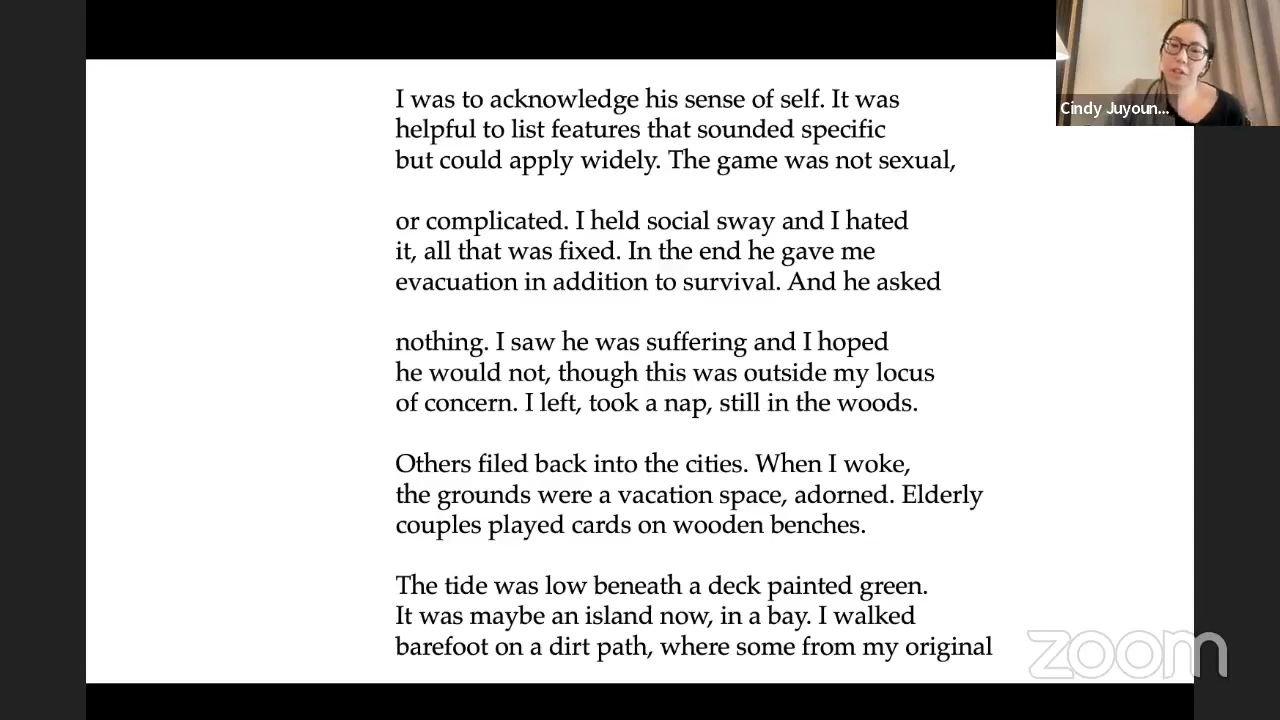 I was to acknowledge his sense of self. It was
helpful to list features that sounded specific
but could apply widely. The game was not sexual,
or complicated. I held social sway and I hated
it, all that was fixed. In the end he gave me
evacuation in addition to survival. And he asked
nothing. I saw he was suffering and I hoped
he would not, though this was outside my locus
of concern. I left, took a nap, still in the woods.
Others filed back into the cities. When I woke,
the grounds were a vacation space, adorned. Elderly
couples played cards on wooden benches.
The tide was low beneath a deck painted green.
It was maybe an island now, in a bay. I walked
barefoot on a dirt path, where some from my original
Cindy Juyoun...
zoom